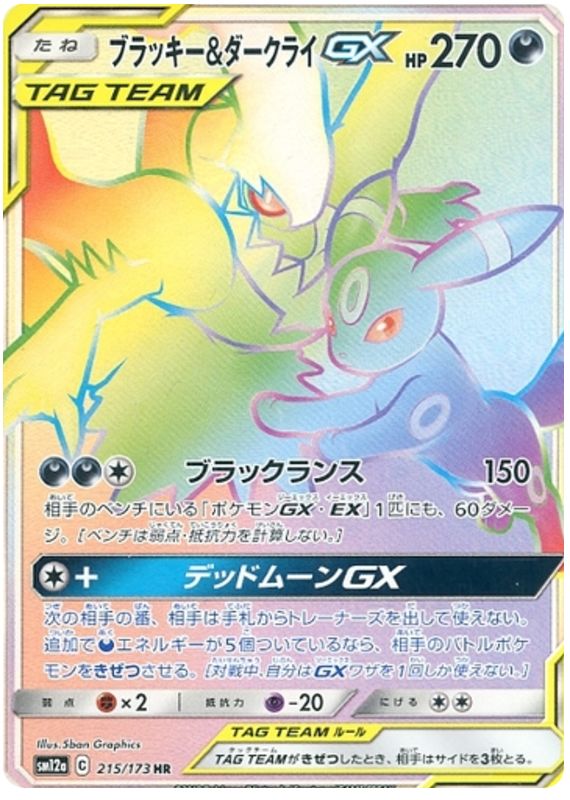 たね ブラッキー&ダークライGX HP270
TAG TEAM
ブラックランス 150
相手のベンチにいる「ポケモンGX・EX」1匹にも、60ダメー
ジ。[ベンチは弱点・抵抗力を計算しない。]
+ デッドムーンGX
次の相手の番、相手は手札からトレーナーズを出して使えない。
追加でエネルギーが5個ついているなら、相手のバトルポケ
モンをきぜつさせる。[対戦中、自分はGXワザを1回しか使えない。]
弱点 ×2 抵抗力 -20 にげる
TAG TEAM ルール
Illus.5ban Graphics
TAG TEAMがきぜつしたとき、相手はサイドを3枚とる。
sm12a C 215/173 HR